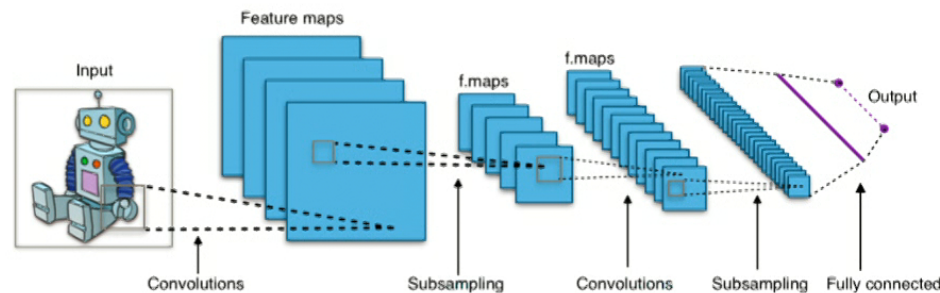 Feature maps
Input
f.maps
f.maps
Output
Convolutions
Subsampling
Convolutions
Subsampling
Fully connected